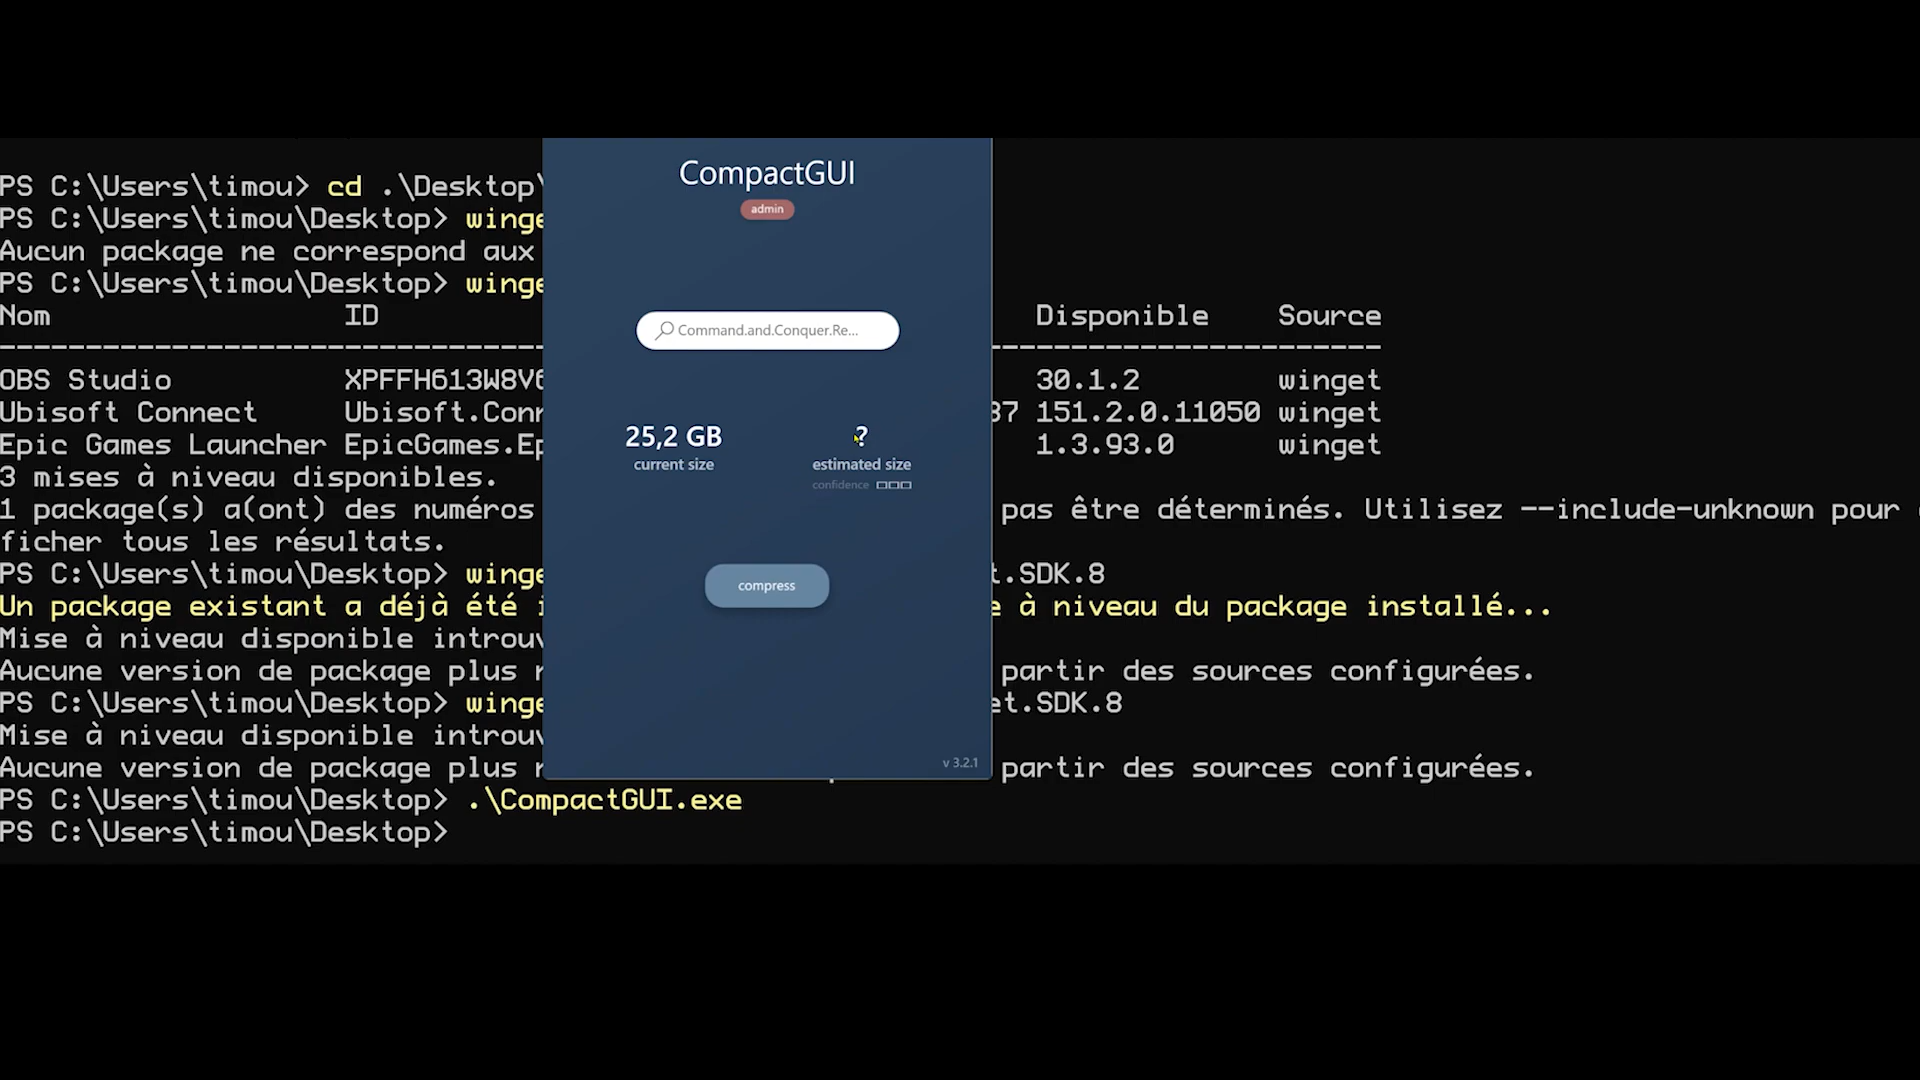 PS C:\Users\timou> cd .\Desktop\
PS C:\Users\timou\Desktop> winge
Aucun package ne correspond aux
PS C:\Users\timou\Desktop> winge
Nom ID Disponible Source
OBS Studio XPFFH613W8V6 30.1.2 winget
Ubisoft Connect Ubisoft.Conn 87 151.2.0.11050 winget
Epic Games Launcher EpicGames.Ep 1.3.93.0 winget
3 mises à niveau disponibles.
1 package(s) a(ont) des numéros pas être déterminés. Utilisez --include-unknown pour
ficher tous les résultats.
PS C:\Users\timou\Desktop> winge t.SDK.8
Un package existant a déjà été i e à niveau du package installé...
Mise à niveau disponible introuv
Aucune version de package plus r partir des sources configurées.
PS C:\Users\timou\Desktop> winge et.SDK.8
Mise à niveau disponible introuv
Aucune version de package plus r partir des sources configurées.
PS C:\Users\timou\Desktop> .\CompactGUI.exe
PS C:\Users\timou\Desktop>
CompactGUI
admin
Command.and.Conquer.Re...
25,2 GB
current size
?
estimated size
confidence
compress
v 3.2.1